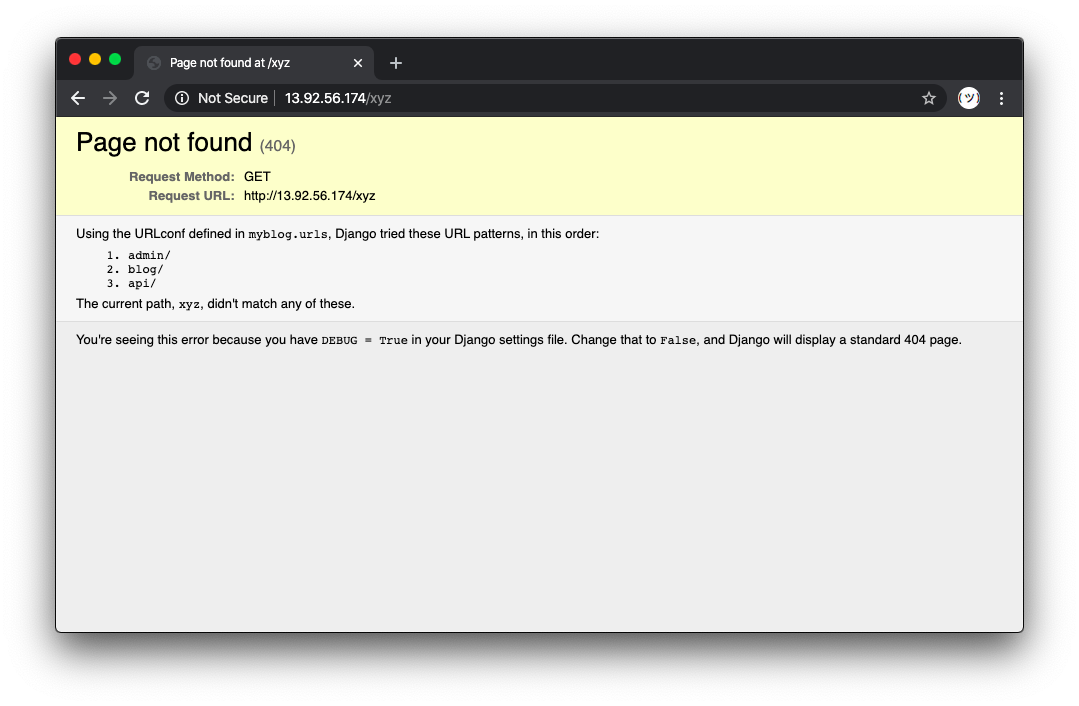 Page not found at /xyz
Not Secure 13.92.56.174/xyz
(ツ)
Page not found (404)
Request Method: GET
Request URL: http://13.92.56.174/xyz
Using the URLconf defined in myblog.urls, Django tried these URL patterns, in this order:
1. admin/
2. blog/
3. api/
The current path, xyz, didn't match any of these.
You're seeing this error because you have DEBUG = True in your Django settings file. Change that to False, and Django will display a standard 404 page.